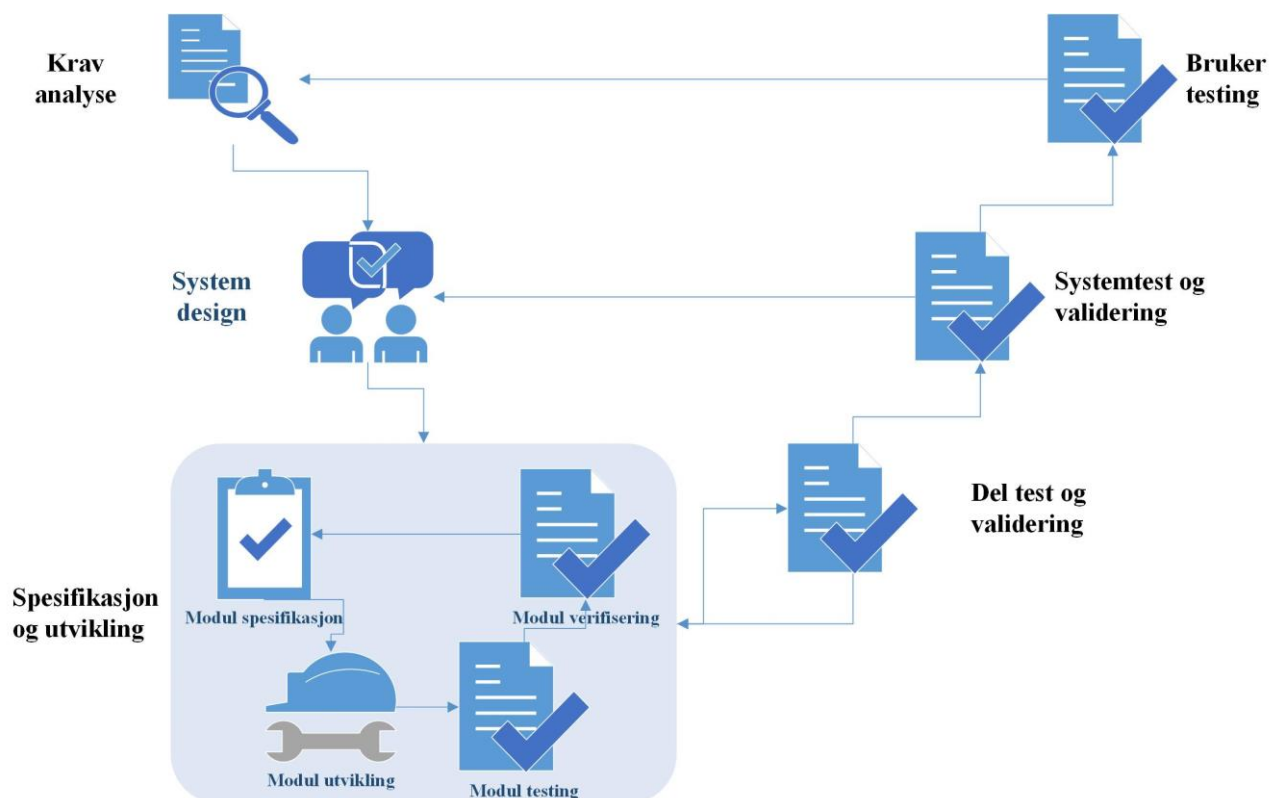 Krav
analyse
Bruker
testing
System
design
Systemtest og
validering
Del test og
validering
Spesifikasjon
og utvikling
Modul spesifikasjon
Modul verifisering
Modul utvikling
Modul testing